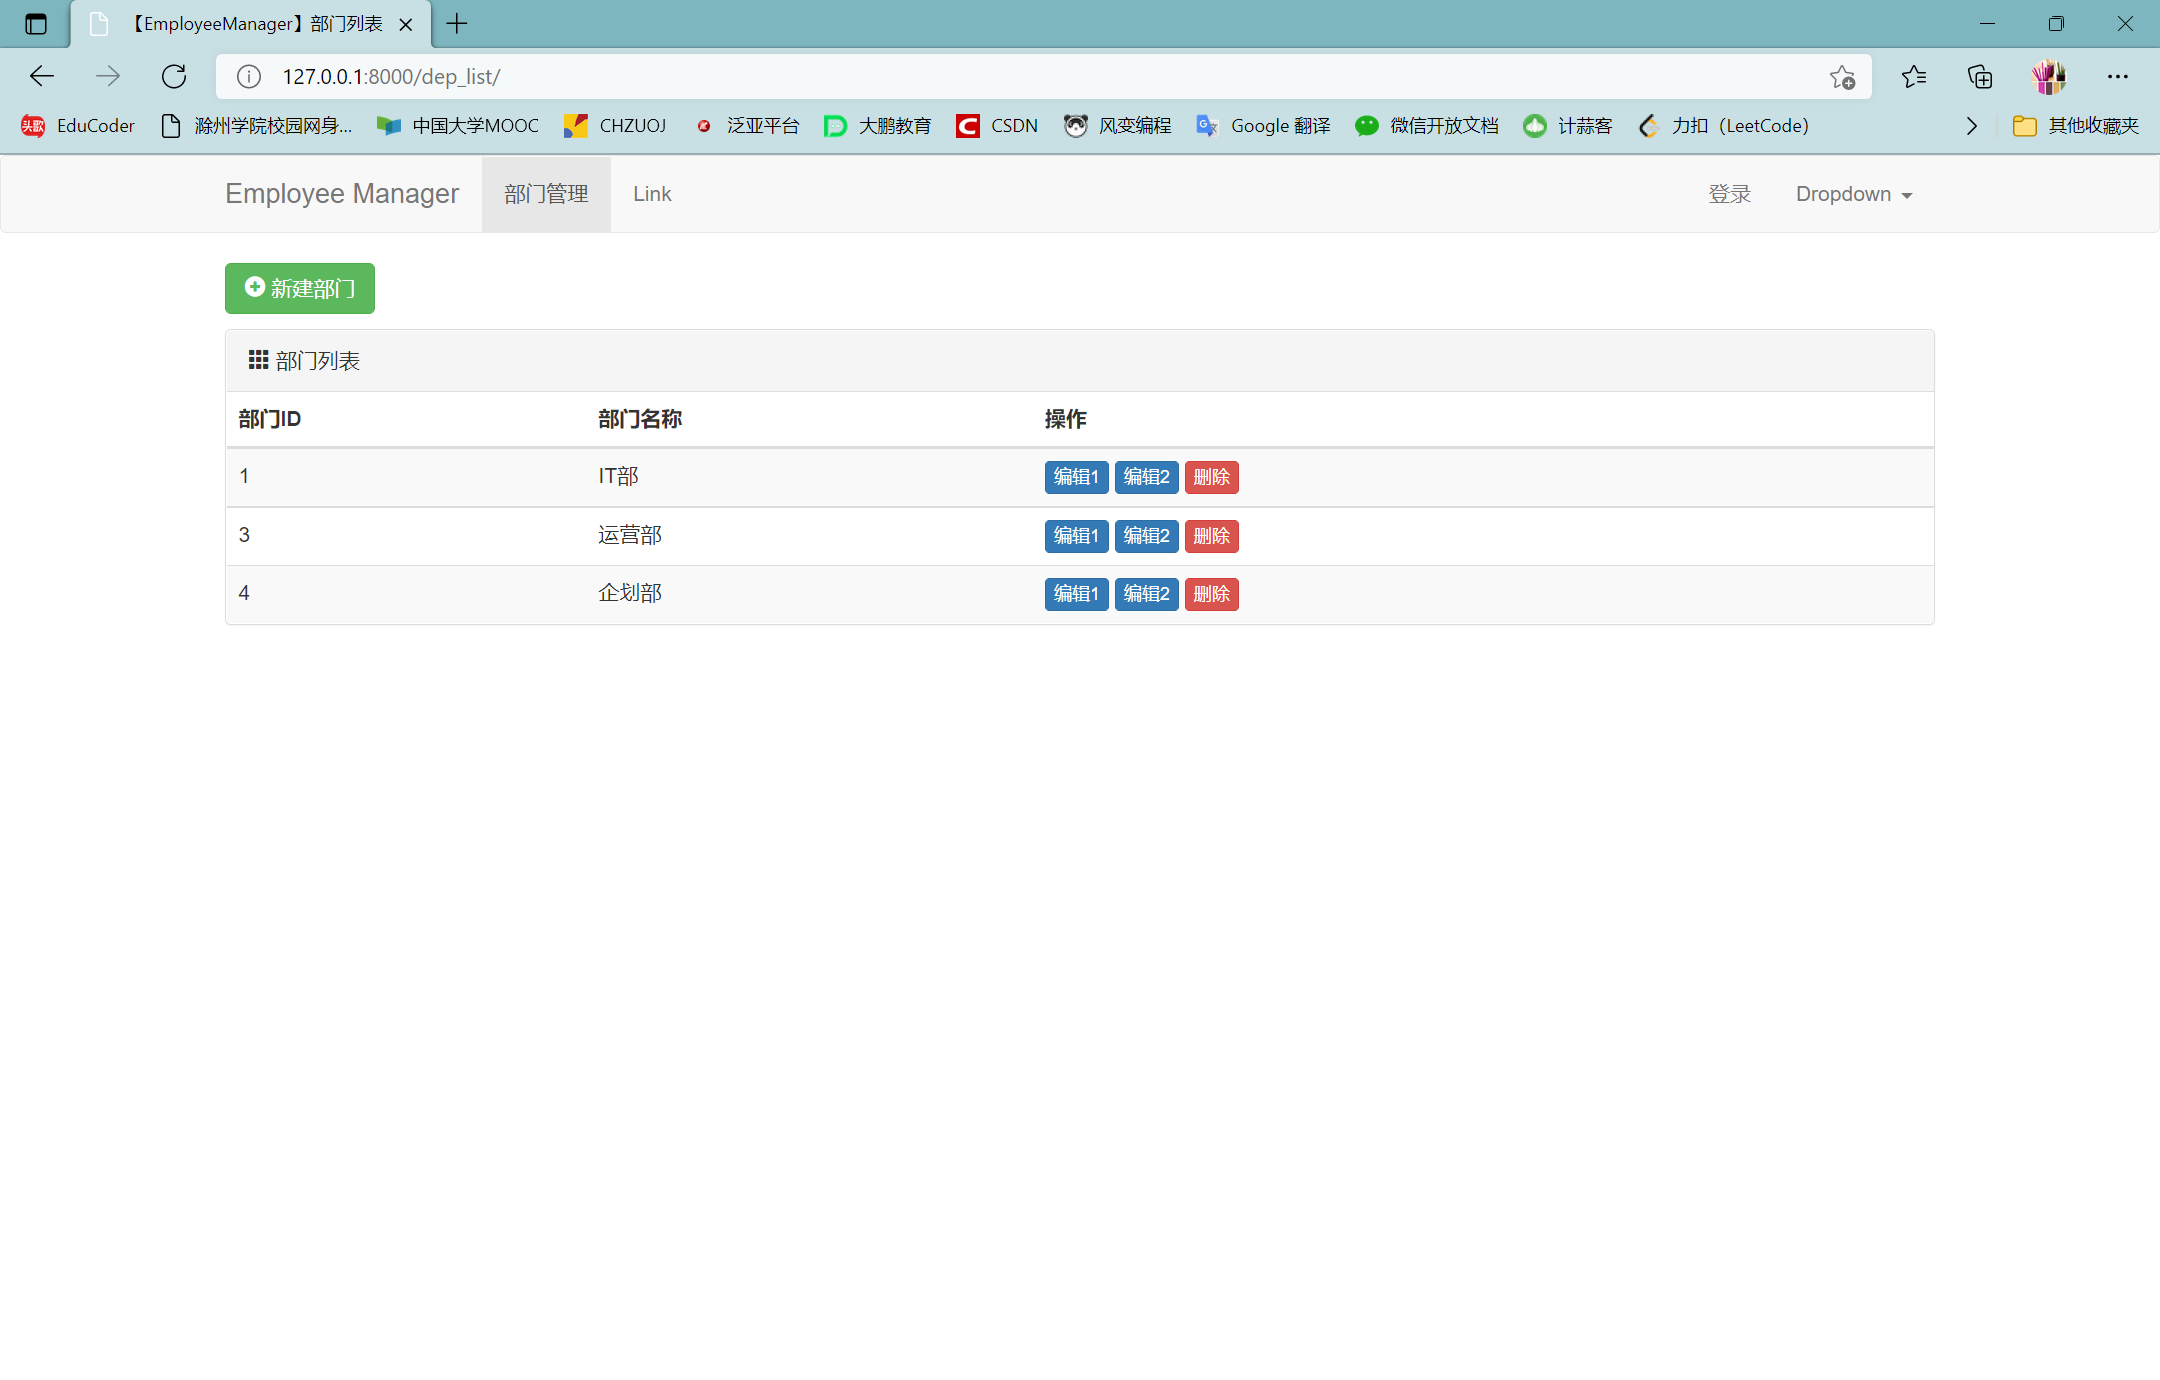 【EmployeeManager】部门列表
127.0.0.1:8000/dep_list/
EduCoder 滁州学院校园网身... 中国大学MOOC CHZUOJ 泛亚平台 大鹏教育 CSDN 风变编程 Google 翻译 微信开放文档 计蒜客 力扣（LeetCode） 其他收藏夹
Employee Manager 部门管理 Link 登录 Dropdown
新建部门
部门列表
部门ID 部门名称 操作
1 IT部 编辑1 编辑2 删除
3 运营部 编辑1 编辑2 删除
4 企划部 编辑1 编辑2 删除